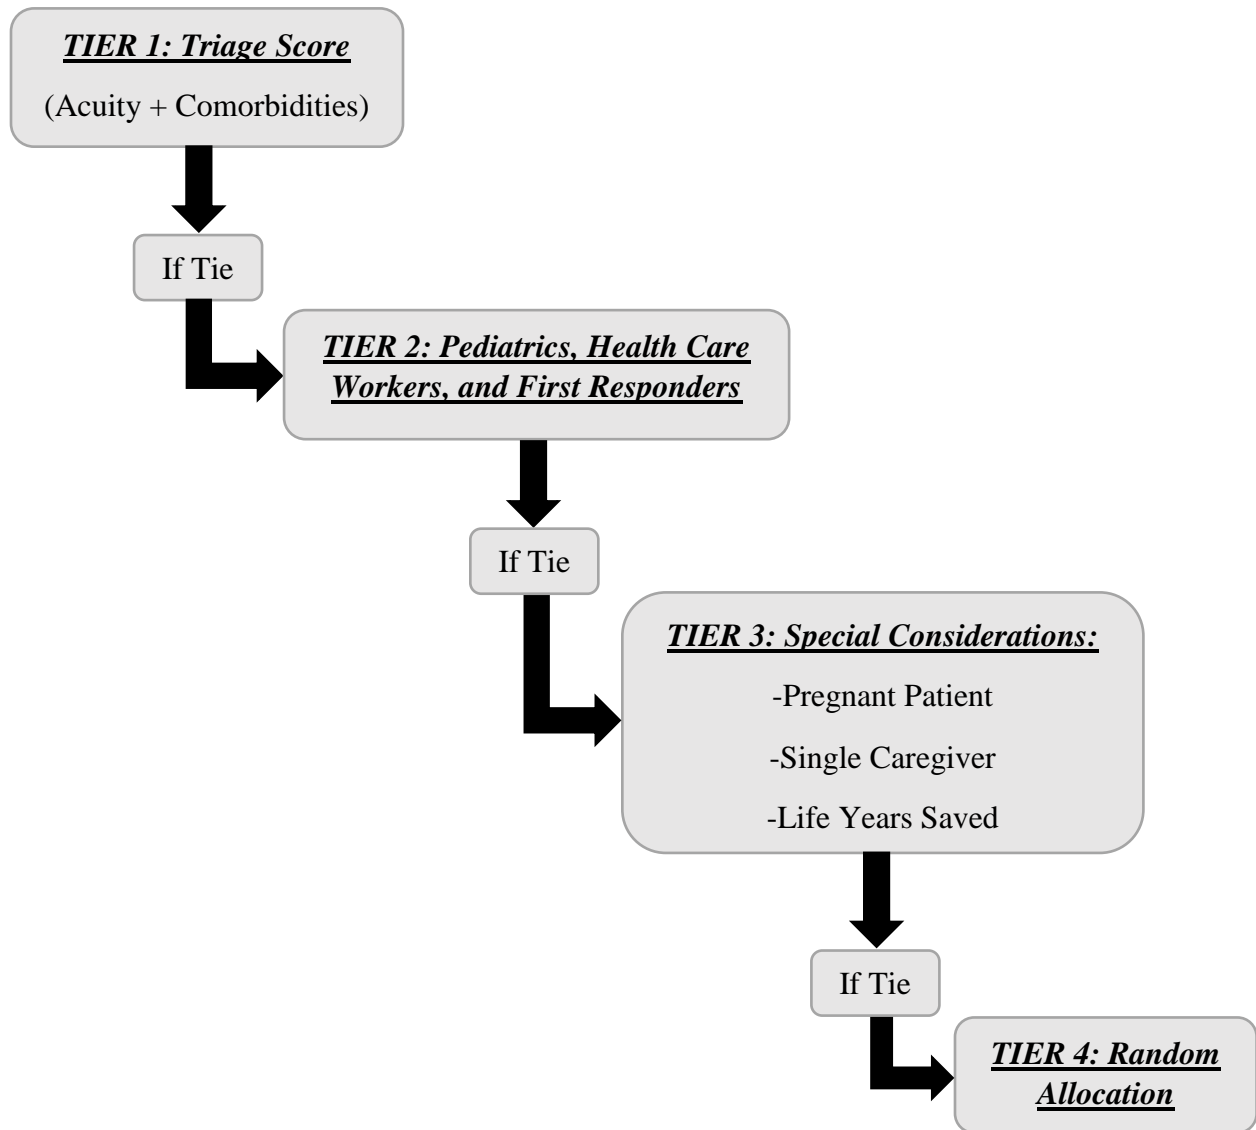 TIER 1: Triage Score
(Acuity + Comorbidities)
If Tie
TIER 2: Pediatrics, Health Care
Workers, and First Responders
If Tie
TIER 3: Special Considerations:
-Pregnant Patient
-Single Caregiver
-Life Years Saved
If Tie
TIER 4: Random
Allocation